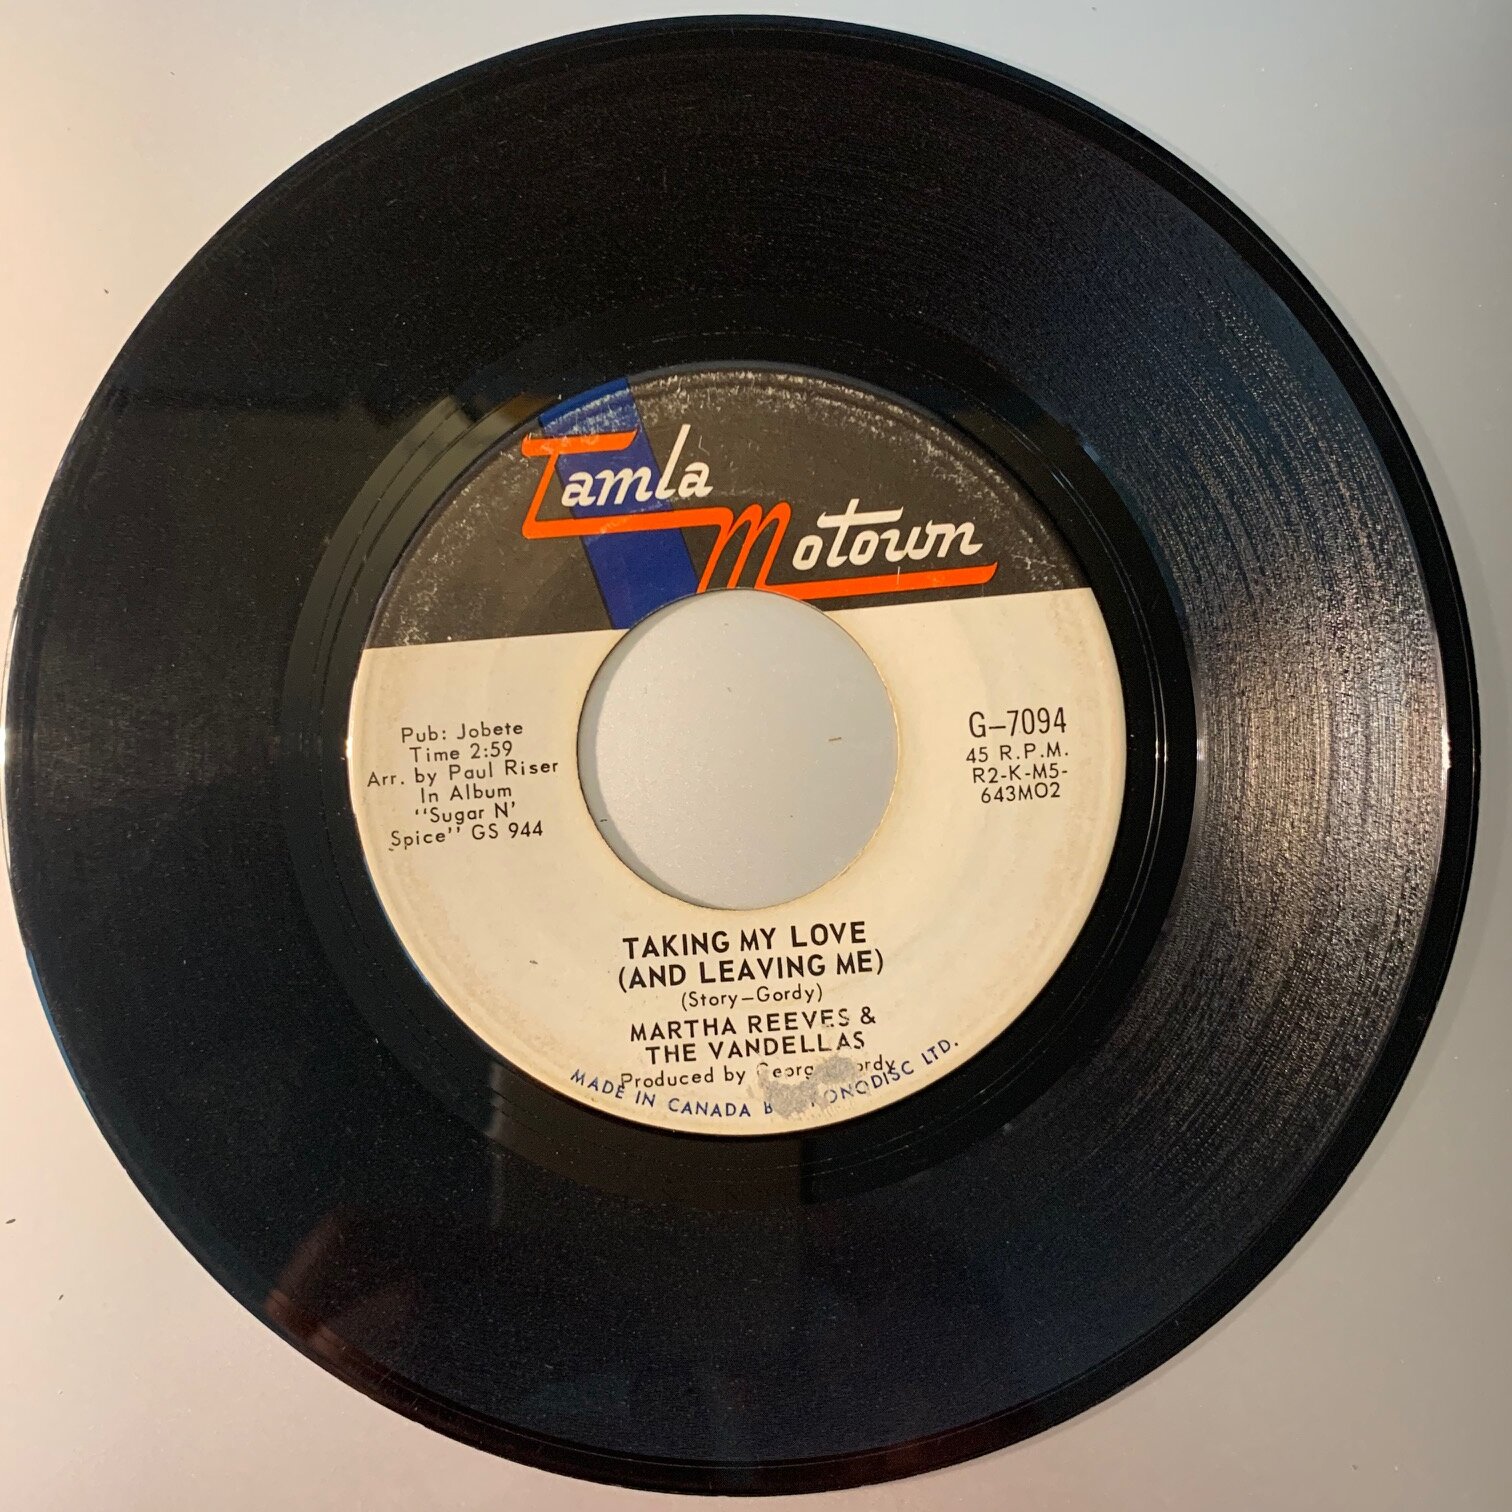 Tamla
Motown
Pub: Jobete
Time 2:59
Arr. by Paul Riser
In Album
"Sugar N'
Spice" GS 944
G-7094
45 R.P.M.
R2-K-M5-
643MO2
TAKING MY LOVE
(AND LEAVING ME)
(Story-Gordy)
MARTHA REEVES &
THE VANDELLAS
Produced by
MADE IN CANADA LTD.